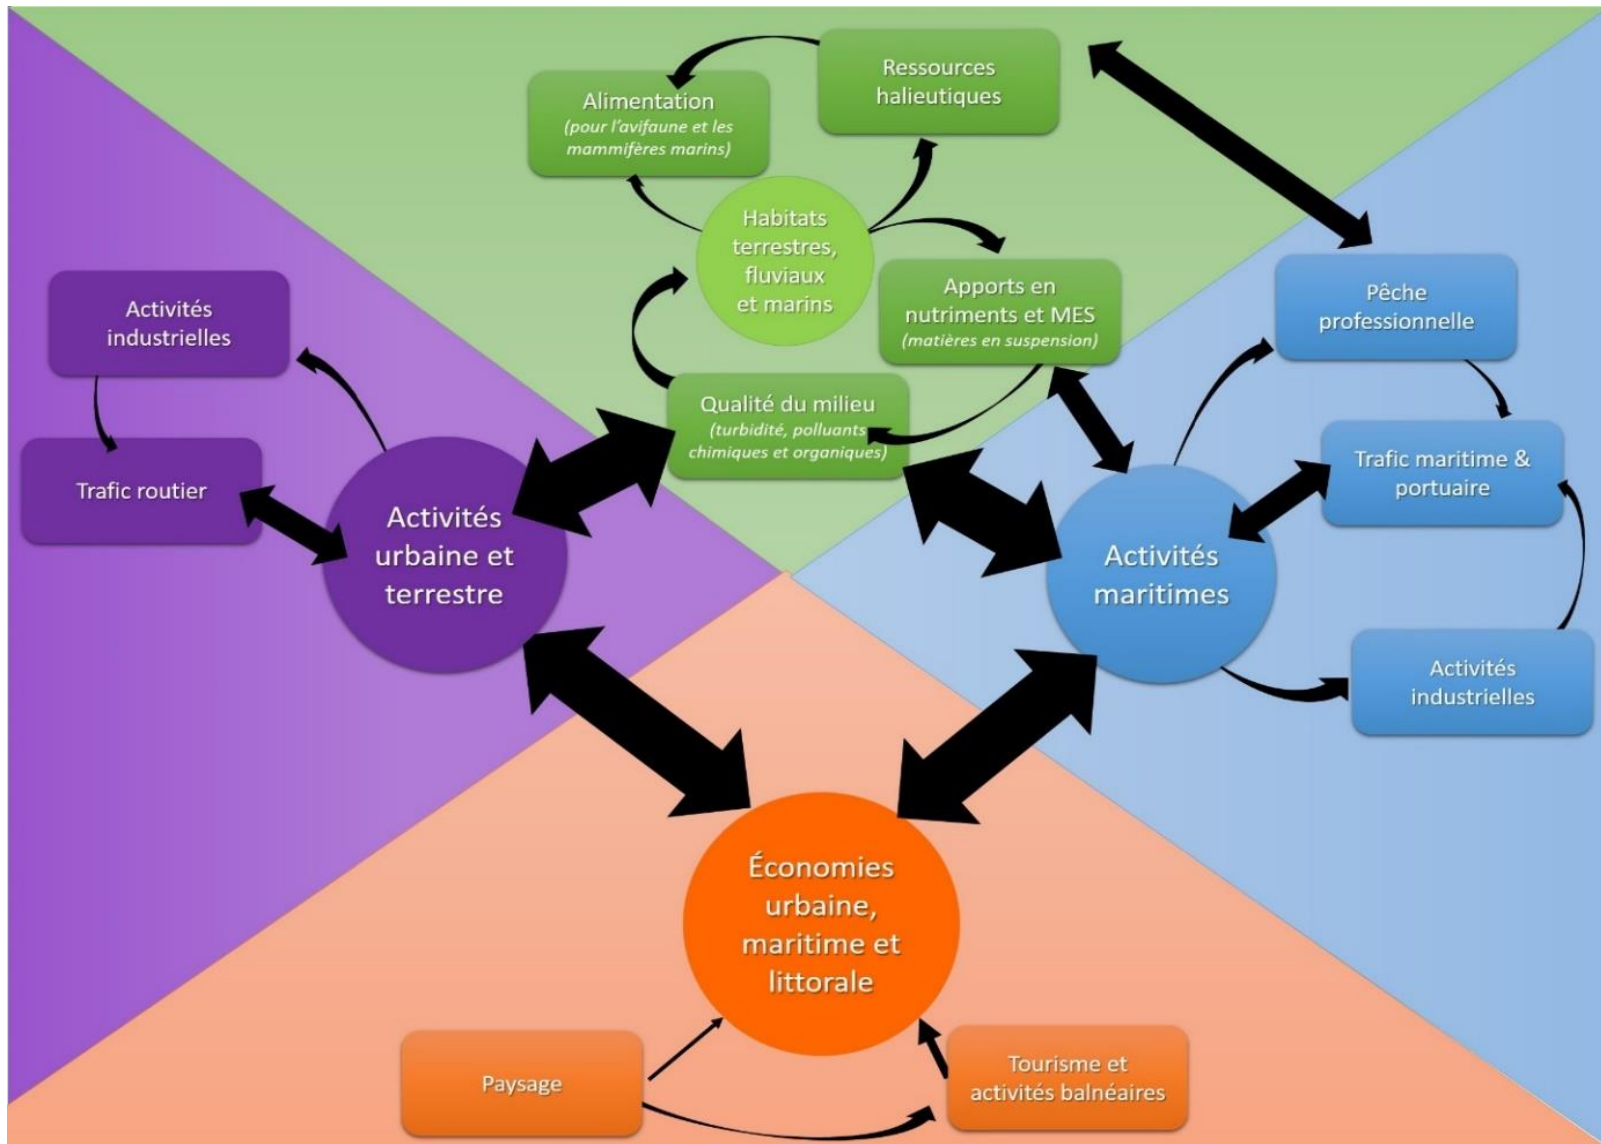 Ressources
halieutiques
Alimentation
(pour l'avifaune et les
mammifères marins)
Habitats
terrestres,
fluviaux
et marins
Apports en
nutriments et MES
(matières en suspension)
Qualité du milieu
(turbidité, polluants
chimiques et organiques)
Activités
industrielles
Trafic routier
Activités
urbaine et
terrestre
Pêche
professionnelle
Trafic maritime &
portuaire
Activités
maritimes
Activités
industrielles
Économies
urbaine,
maritime et
littorale
Paysage
Tourisme et
activités balnéaires